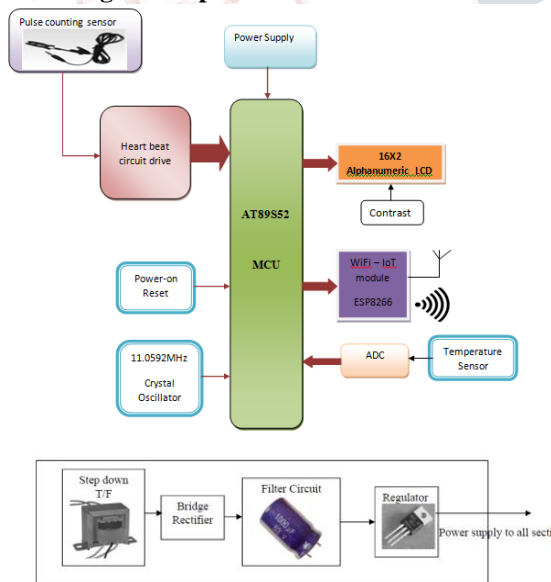 Pulse counting sensor
Power Supply
Heart beat
circuit drive
16X2
Alphanumeric LCD
AT89S52
MCU
Contrast
WiFi – IoT
module
ESP8266
Power-on
Reset
ADC
Temperature
Sensor
11.0592MHz
Crystal
Oscillator
Step down
T/F
Bridge
Rectifier
Filter Circuit
1000µF
Regulator
Power supply to all secti